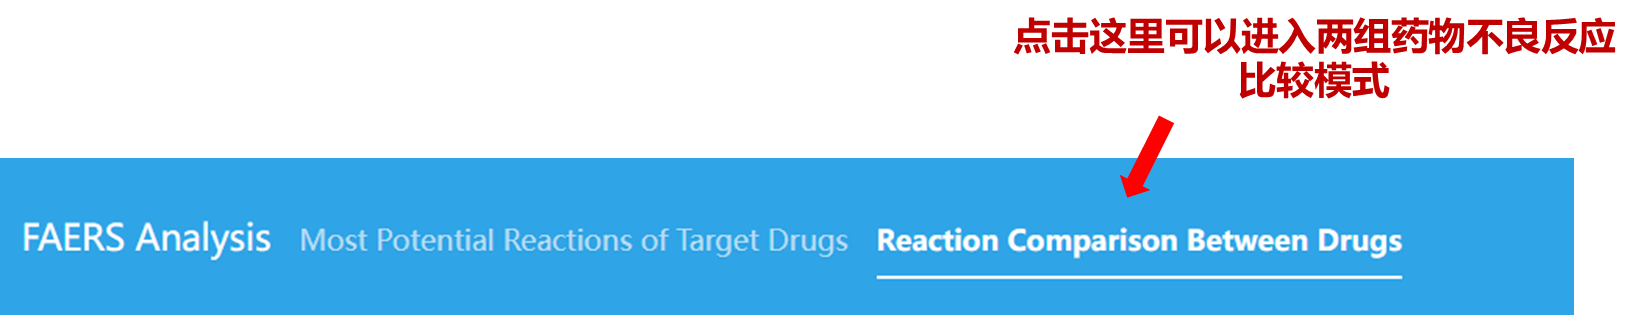 点击这里可以进入两组药物不良反应
比较模式
FAERS Analysis Most Potential Reactions of Target Drugs Reaction Comparison Between Drugs